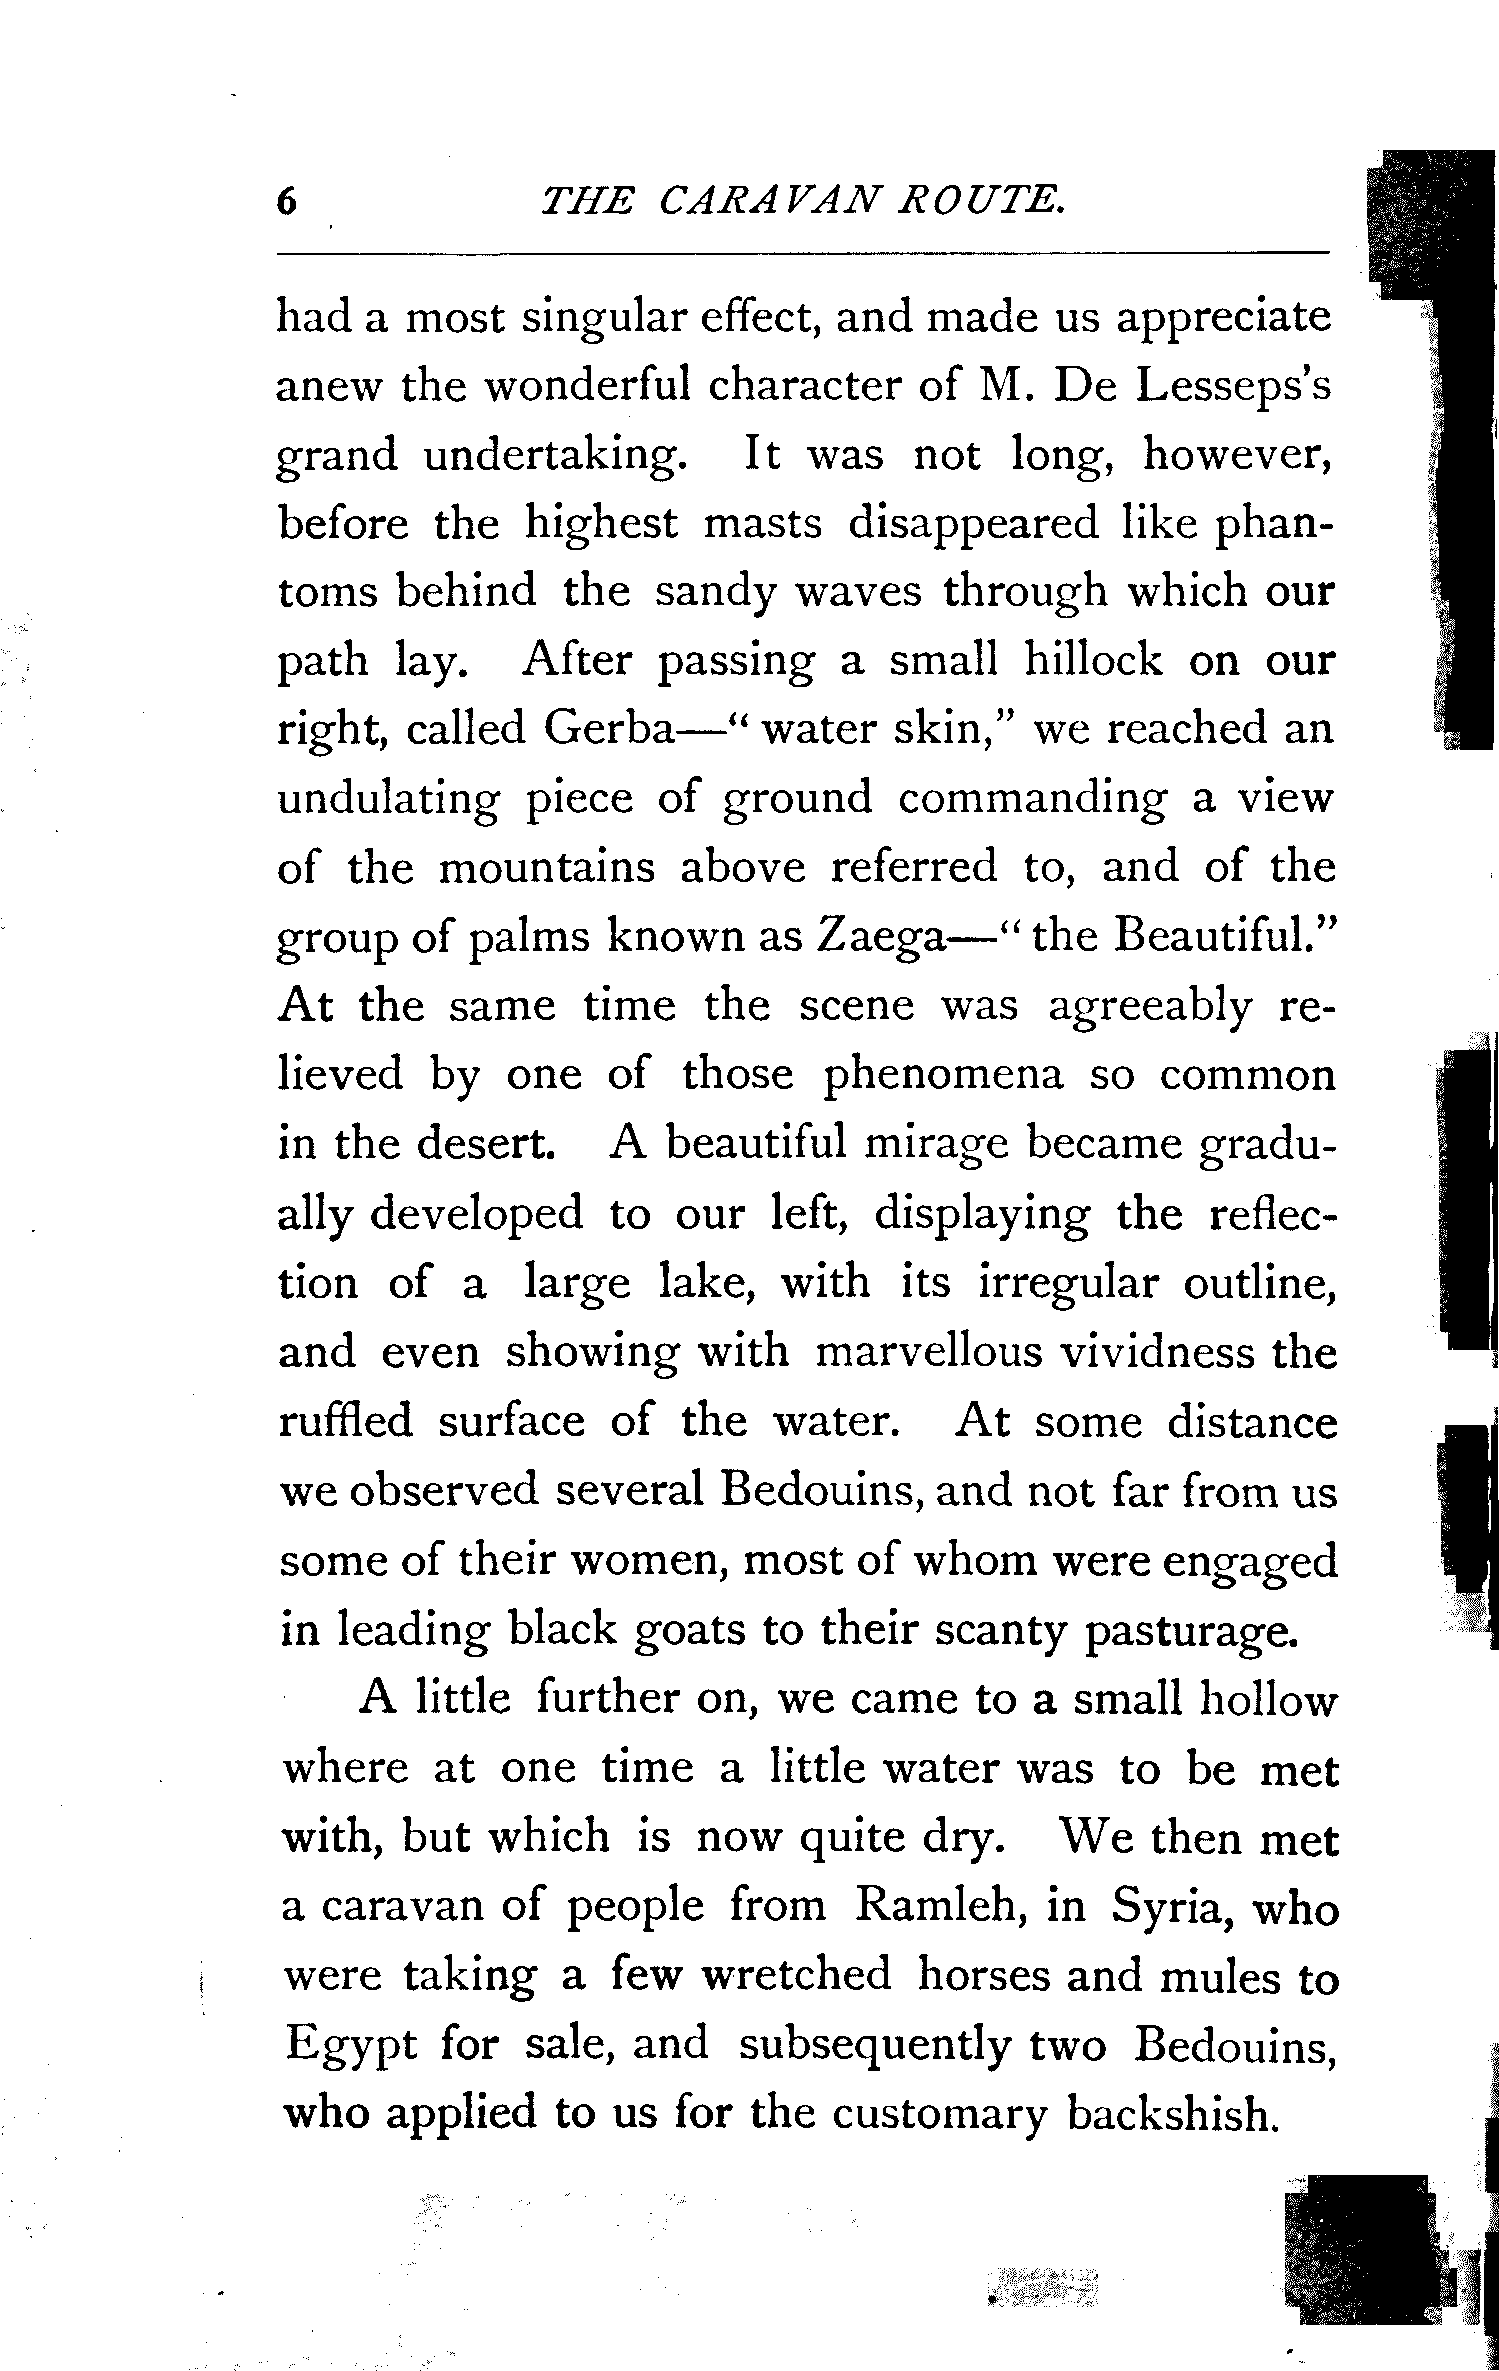 6 THE CARAVAN ROUTE.
had a most singular effect, and made us appreciate
anew the wonderful character of M. De Lesseps's
grand undertaking. It was not long, however,
before the highest masts disappeared like phan-
toms behind the sandy waves through which our
path lay. After passing a small hillock on our
right, called Gerba—“ water skin,” we reached an
undulating piece of ground commanding a view
of the mountains above referred to, and of the
group of palms known as Zaega—“ the Beautiful.”
At the same time the scene was agreeably re-
lieved by one of those phenomena so common
in the desert. A beautiful mirage became gradu-
ally developed to our left, displaying the reflec-
tion of a large lake, with its irregular outline,
and even showing with marvellous vividness the
ruffled surface of the water. At some distance
we observed several Bedouins, and not far from us
some of their women, most of whom were engaged
in leading black goats to their scanty pasturage.
A little further on, we came to a small hollow
where at one time a little water was to be met
with, but which is now quite dry. We then met
a caravan of people from Ramleh, in Syria, who
were taking a few wretched horses and mules to
Egypt for sale, and subsequently two Bedouins,
who applied to us for the customary backshish.